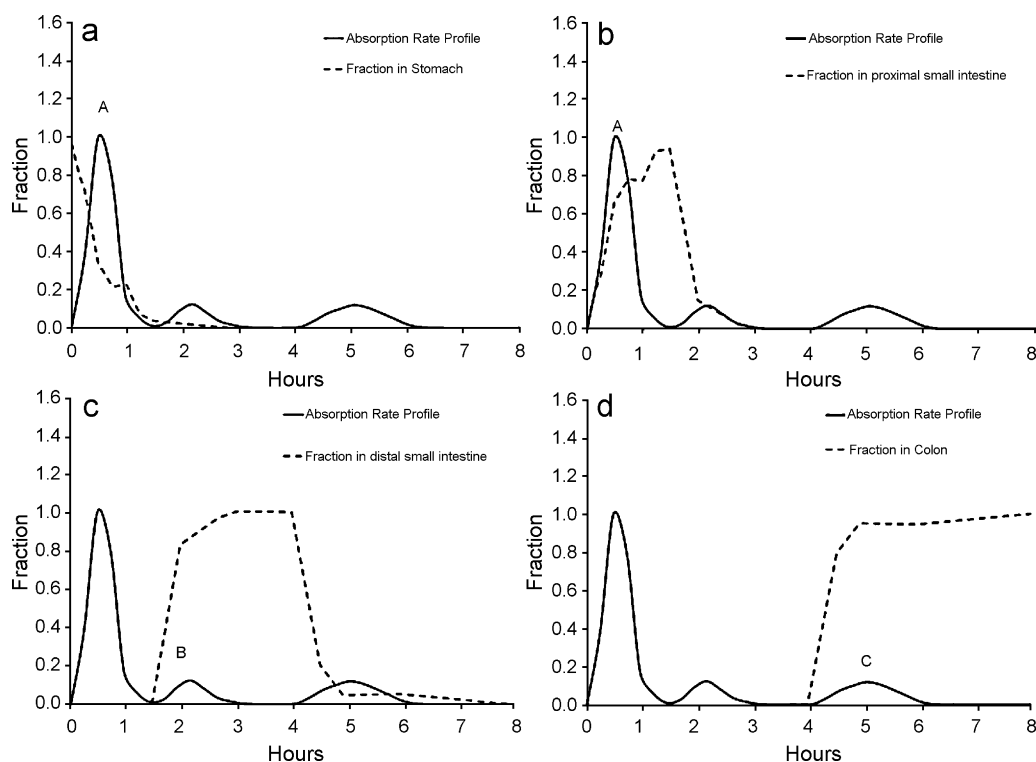 a
Absorption Rate Profile
Fraction in Stomach
A
Fraction
1.6
1.4
1.2
1.0
0.8
0.6
0.4
0.2
0.0
0 1 2 3 4 5 6 7 8
Hours
b
Absorption Rate Profile
Fraction in proximal small intestine
A
Fraction
1.6
1.4
1.2
1.0
0.8
0.6
0.4
0.2
0.0
0 1 2 3 4 5 6 7 8
Hours
c
Absorption Rate Profile
Fraction in distal small intestine
B
Fraction
1.6
1.4
1.2
1.0
0.8
0.6
0.4
0.2
0.0
0 1 2 3 4 5 6 7 8
Hours
d
Absorption Rate Profile
Fraction in Colon
C
Fraction
1.6
1.4
1.2
1.0
0.8
0.6
0.4
0.2
0.0
0 1 2 3 4 5 6 7 8
Hours